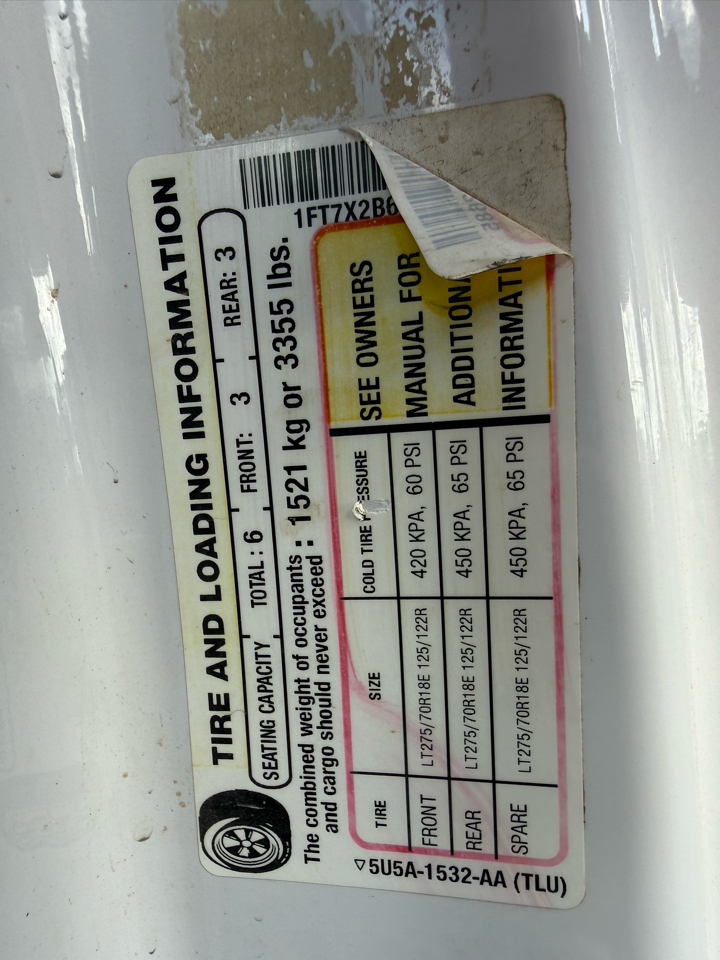 TIRE AND LOADING INFORMATION
SEATING CAPACITY TOTAL: 6 FRONT: 3 REAR: 3
The combined weight of occupants and cargo should never exceed : 1521 kg or 3355 lbs.
1FT7X2B6
TIRE SIZE COLD TIRE PRESSURE
FRONT LT275/70R18E 125/122R 420 KPA, 60 PSI
REAR LT275/70R18E 125/122R 450 KPA, 65 PSI
SPARE LT275/70R18E 125/122R 450 KPA, 65 PSI
SEE OWNERS
MANUAL FOR
ADDITIONA
INFORMATI
▽5U5A-1532-AA (TLU)